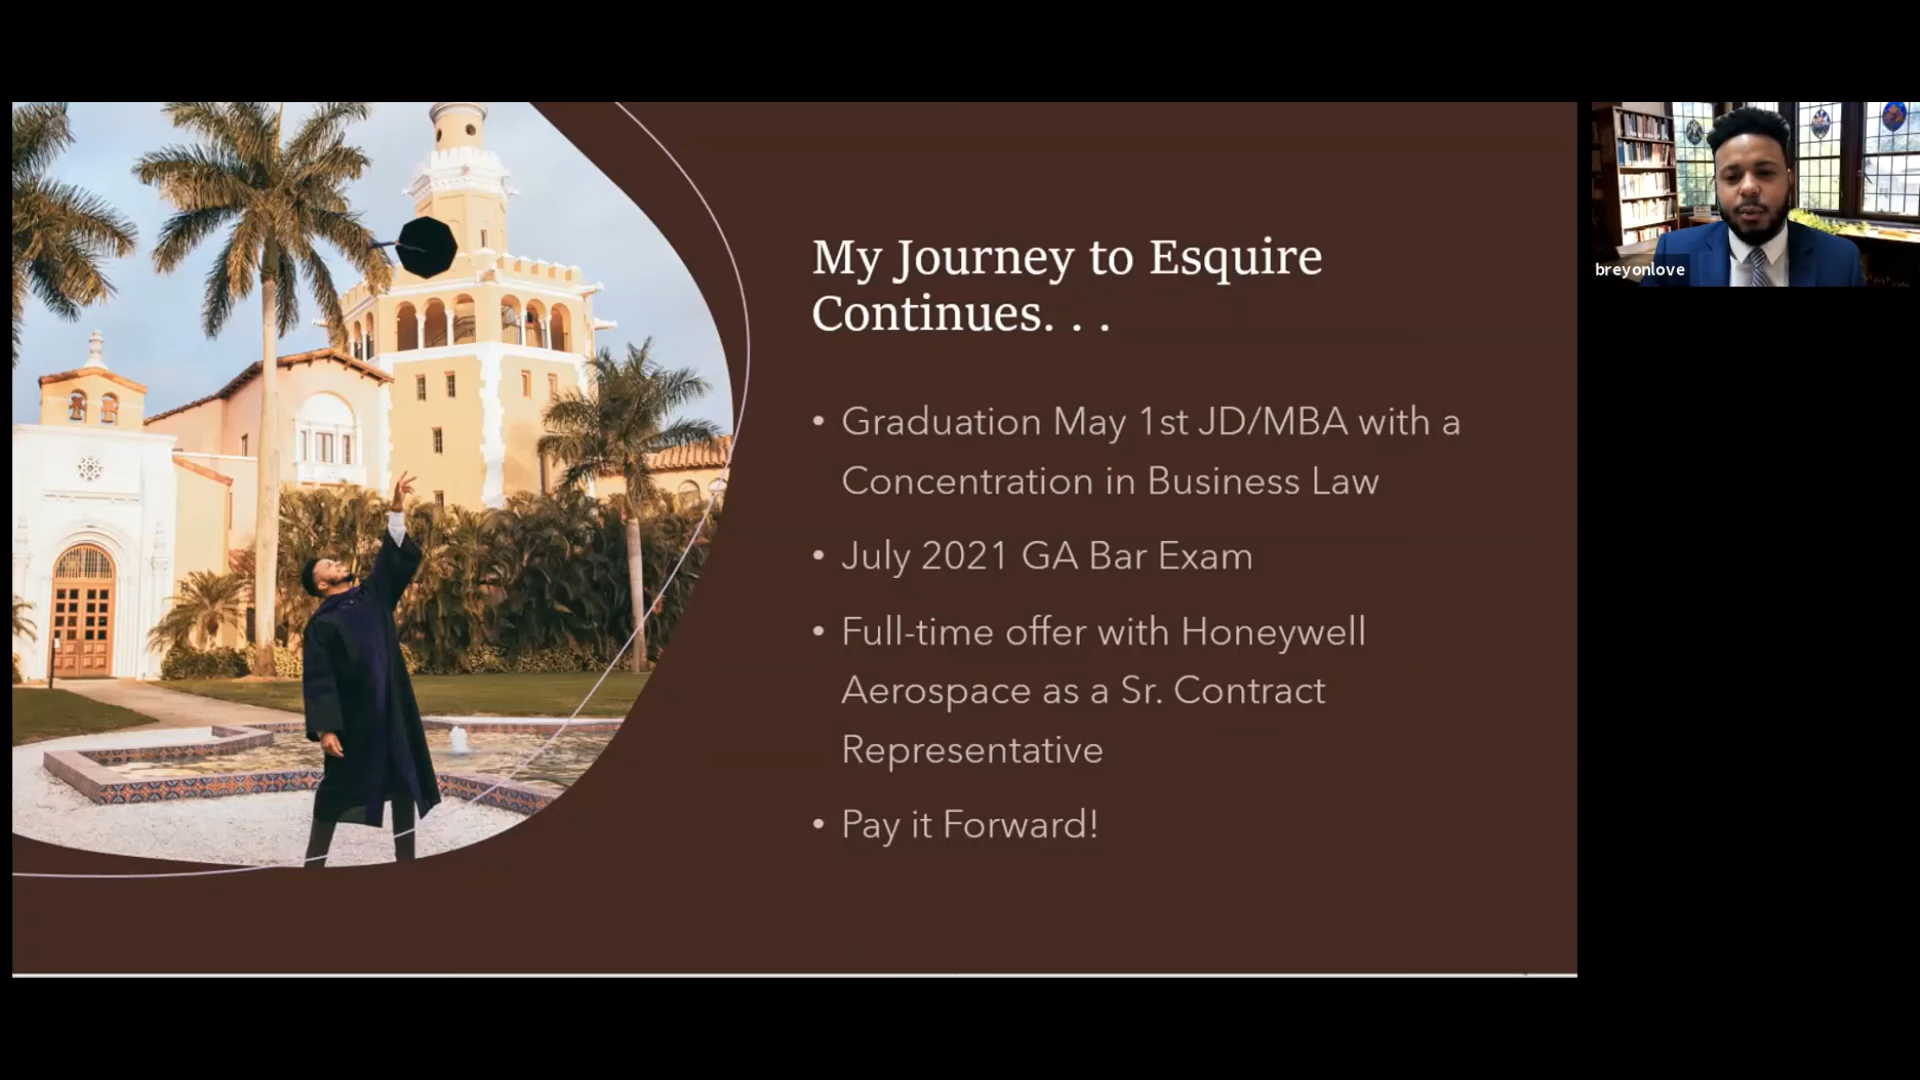 My Journey to Esquire
Continues. . .
• Graduation May 1st JD/MBA with a
Concentration in Business Law
• July 2021 GA Bar Exam
• Full-time offer with Honeywell
Aerospace as a Sr. Contract
Representative
• Pay it Forward!
breyonlove